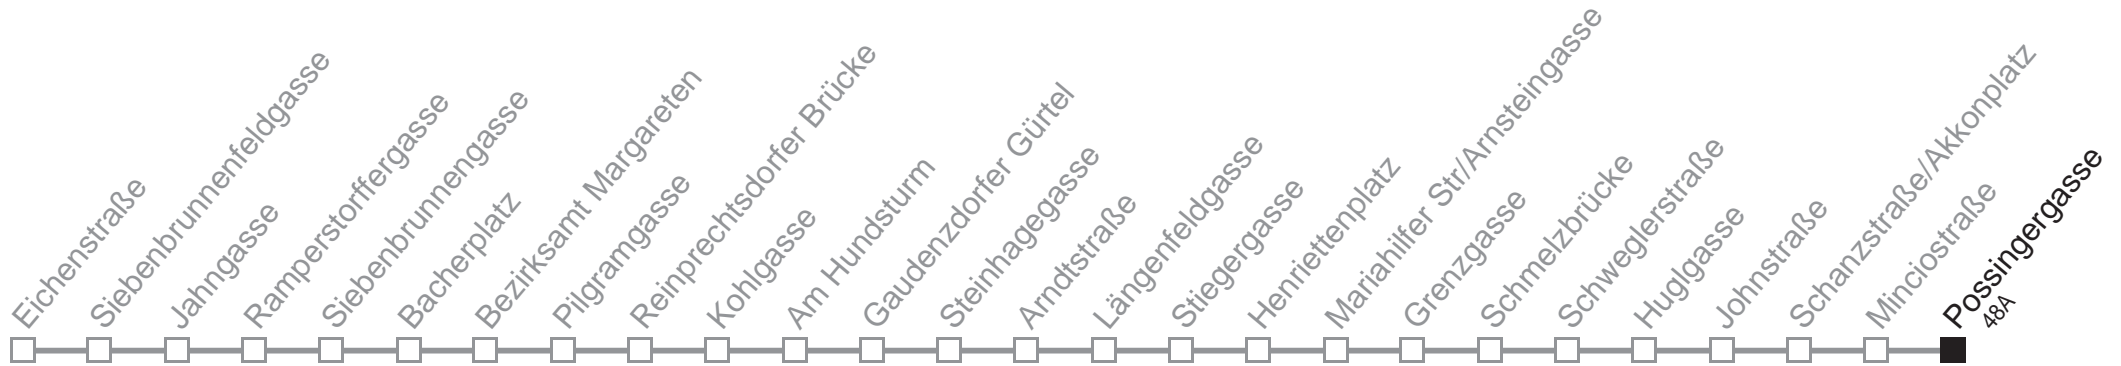 Eichenstraße
Siebenbrunnenfeldgasse
Jahngasse
Ramperstoffergasse
Siebenbrunnengasse
Bacherplatz
Bezirksamt Margareten
Pilgramgasse
Reinprechtsdorfer Brücke
Kohlgasse
Am Hundsturm
Gaudenzdorfer Gürtel
Steinhagegasse
Arndtstraße
Längenfeldgasse
Stiegergasse
Henriettenplatz
Mariahilfer Str/Arnsteingasse
Grenzgasse
Schmelzbrücke
Schweglerstraße
Huglgasse
Johnstraße
Schanzstraße/Akkonplatz
Minciostraße
Possingergasse
48A